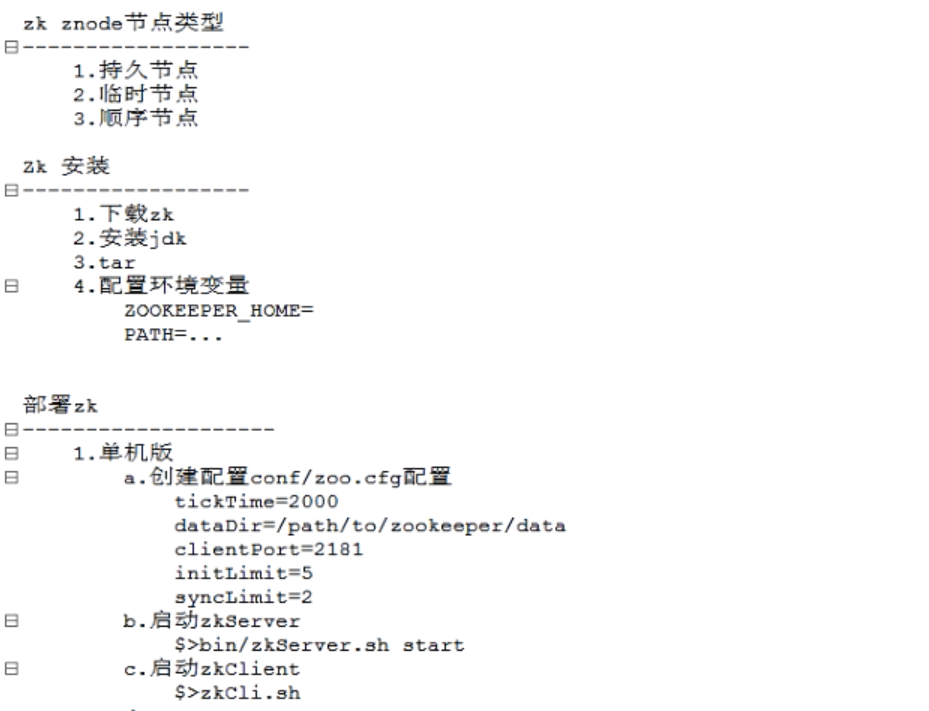 zk znode节点类型
------------------
1.持久节点
2.临时节点
3.顺序节点
Zk 安装
------------------
1.下载zk
2.安装jdk
3.tar
4.配置环境变量
ZOOKEEPER_HOME=
PATH=...
部署zk
--------------------
1.单机版
a.创建配置conf/zoo.cfg配置
tickTime=2000
dataDir=/path/to/zookeeper/data
clientPort=2181
initLimit=5
syncLimit=2
b.启动zkServer
$>bin/zkServer.sh start
c.启动zkClient
$>zkCli.sh